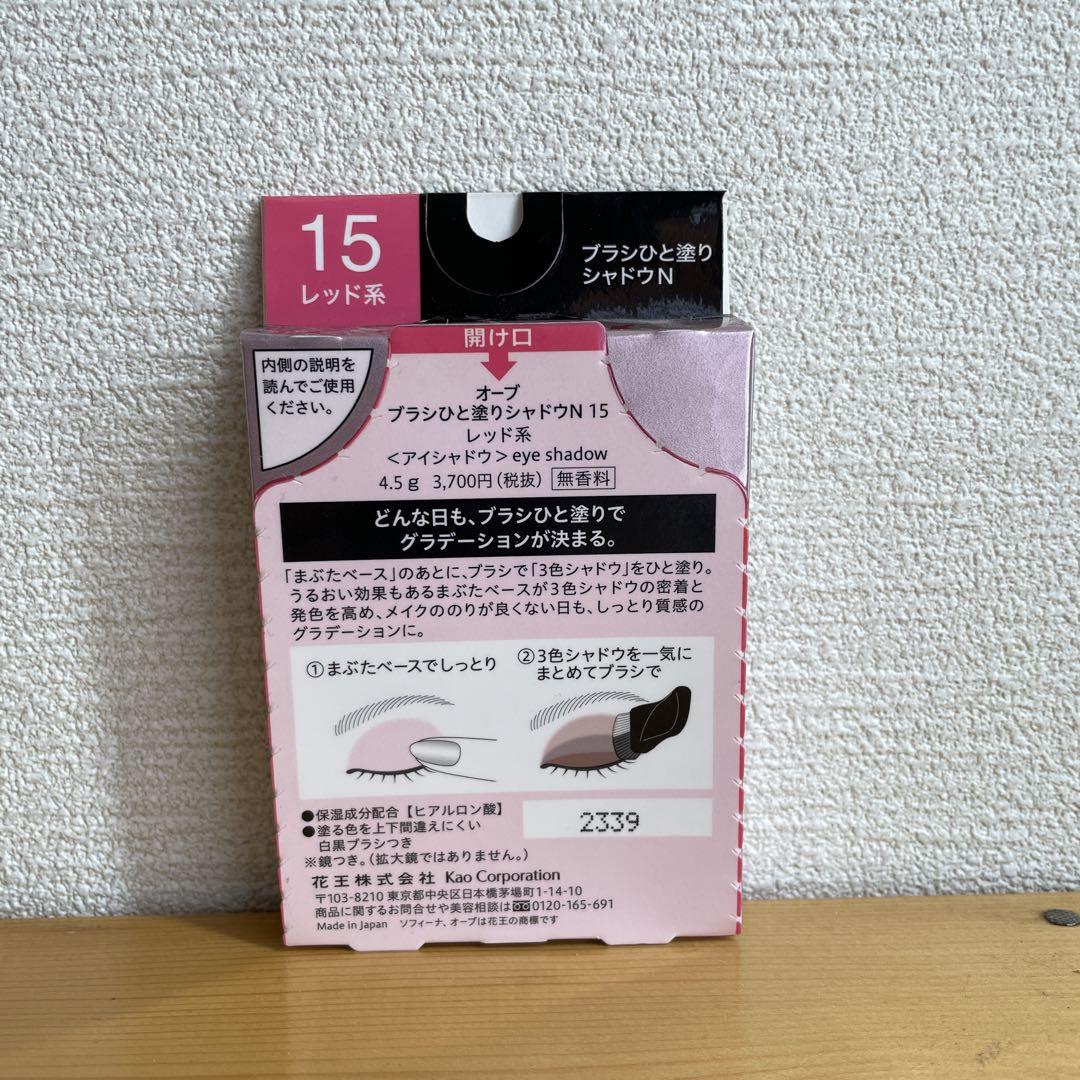 15
レッド系
ブラシひと塗り
シャドウN
開け口
内側の説明を
読んでご使用
ください。
オーブ
ブラシひと塗りシャドウN 15
レッド系
＜アイシャドウ＞eye shadow
4.5g 3,700円(税抜) 無香料
どんな日も、ブラシひと塗りで
グラデーションが決まる。
「まぶたベース」のあとに、ブラシで「3色シャドウ」をひと塗り。
うるおい効果もあるまぶたベースが3色シャドウの密着と
発色を高め、メイクののりが良くない日も、しっとり質感の
グラデーションに。
①まぶたベースでしっとり
②3色シャドウを一気に
まとめてブラシで
●保湿成分配合【ヒアルロン酸】
●塗る色を上下間違えにくい
白黒ブラシつき
※鏡つき。(拡大鏡ではありません。)
2339
花王株式会社 Kao Corporation
〒103-8210 東京都中央区日本橋茅場町1-14-10
商品に関するお問合せや美容相談は0120-165-691
Made in Japan ソフィーナ、オーブは花王の商標です